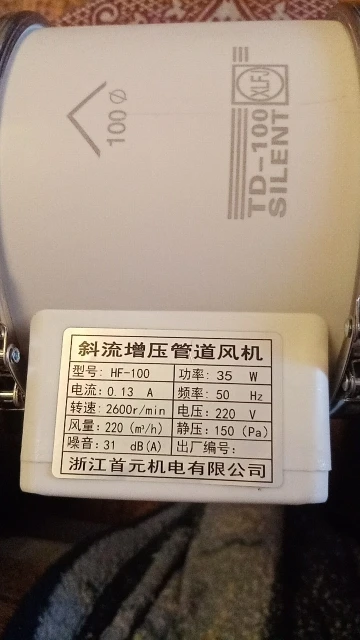 100 Ø
XLFJ
TD-100
SILENT
斜流增压管道风机
型号: HF-100 功率: 35 W
电流: 0.13 A 频率: 50 Hz
转速: 2600r/min 电压: 220 V
风量: 220 (m³/h) 静压: 150 (Pa)
噪音: 31 dB(A) 出厂编号:
浙江首元机电有限公司